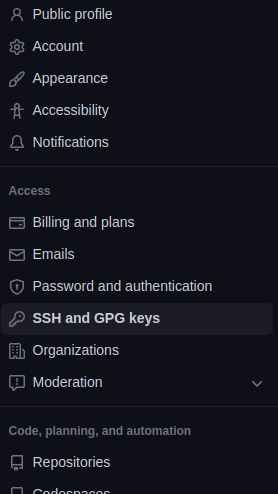 Public profile
Account
Appearance
Accessibility
Notifications
Access
Billing and plans
Emails
Password and authentication
SSH and GPG keys
Organizations
Moderation
Code, planning, and automation
Repositories
Codespaces